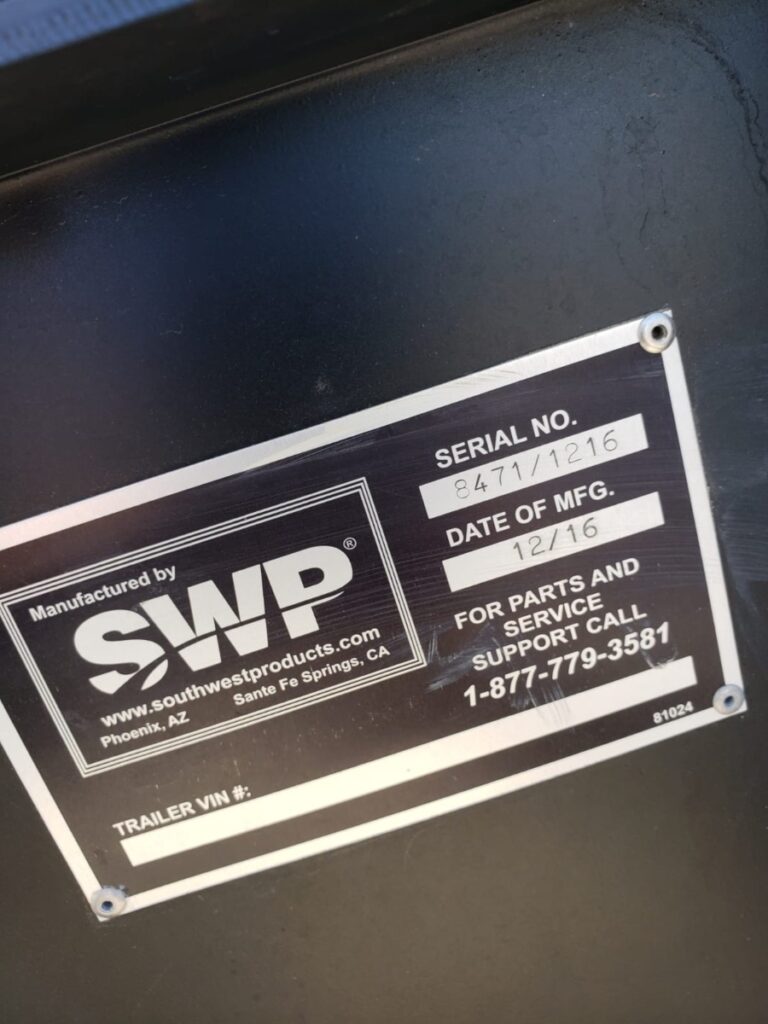 Manufactured by
SWP®
www.southwestproducts.com
Phoenix, AZ Santa Fe Springs, CA
SERIAL NO.
8471/1216
DATE OF MFG.
12/16
FOR PARTS AND
SERVICE
SUPPORT CALL
1-877-779-3581
TRAILER VIN #:
81024